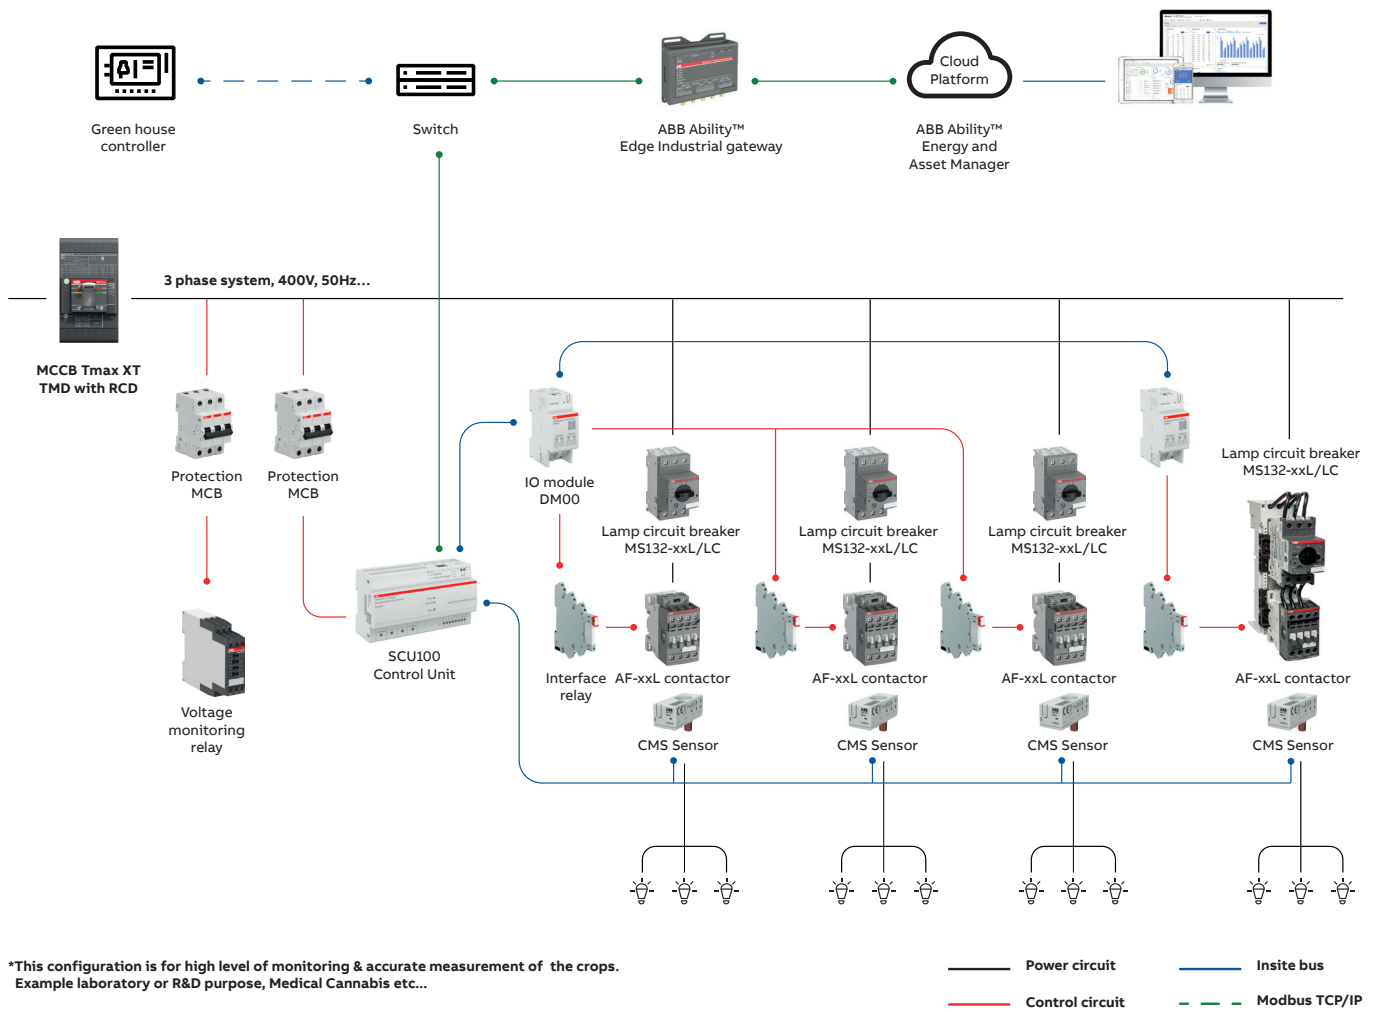 Cloud
Platform
Green house
controller
Switch
ABB Ability™
Edge Industrial gateway
ABB Ability™
Energy and
Asset Manager
3 phase system, 400V, 50Hz...
MCCB Tmax XT
TMD with RCD
Protection
MCB
Protection
MCB
IO module
DM00
Lamp circuit breaker
MS132-xxL/LC
Lamp circuit breaker
MS132-xxL/LC
Lamp circuit breaker
MS132-xxL/LC
Lamp circuit breaker
MS132-xxL/LC
SCU100
Control Unit
Interface
relay
AF-xxL contactor
AF-xxL contactor
AF-xxL contactor
AF-xxL contactor
Voltage
monitoring
relay
CMS Sensor
CMS Sensor
CMS Sensor
CMS Sensor
*This configuration is for high level of monitoring & accurate measurement of the crops.
Example laboratory or R&D purpose, Medical Cannabis etc...
Power circuit
Insite bus
Control circuit
Modbus TCP/IP